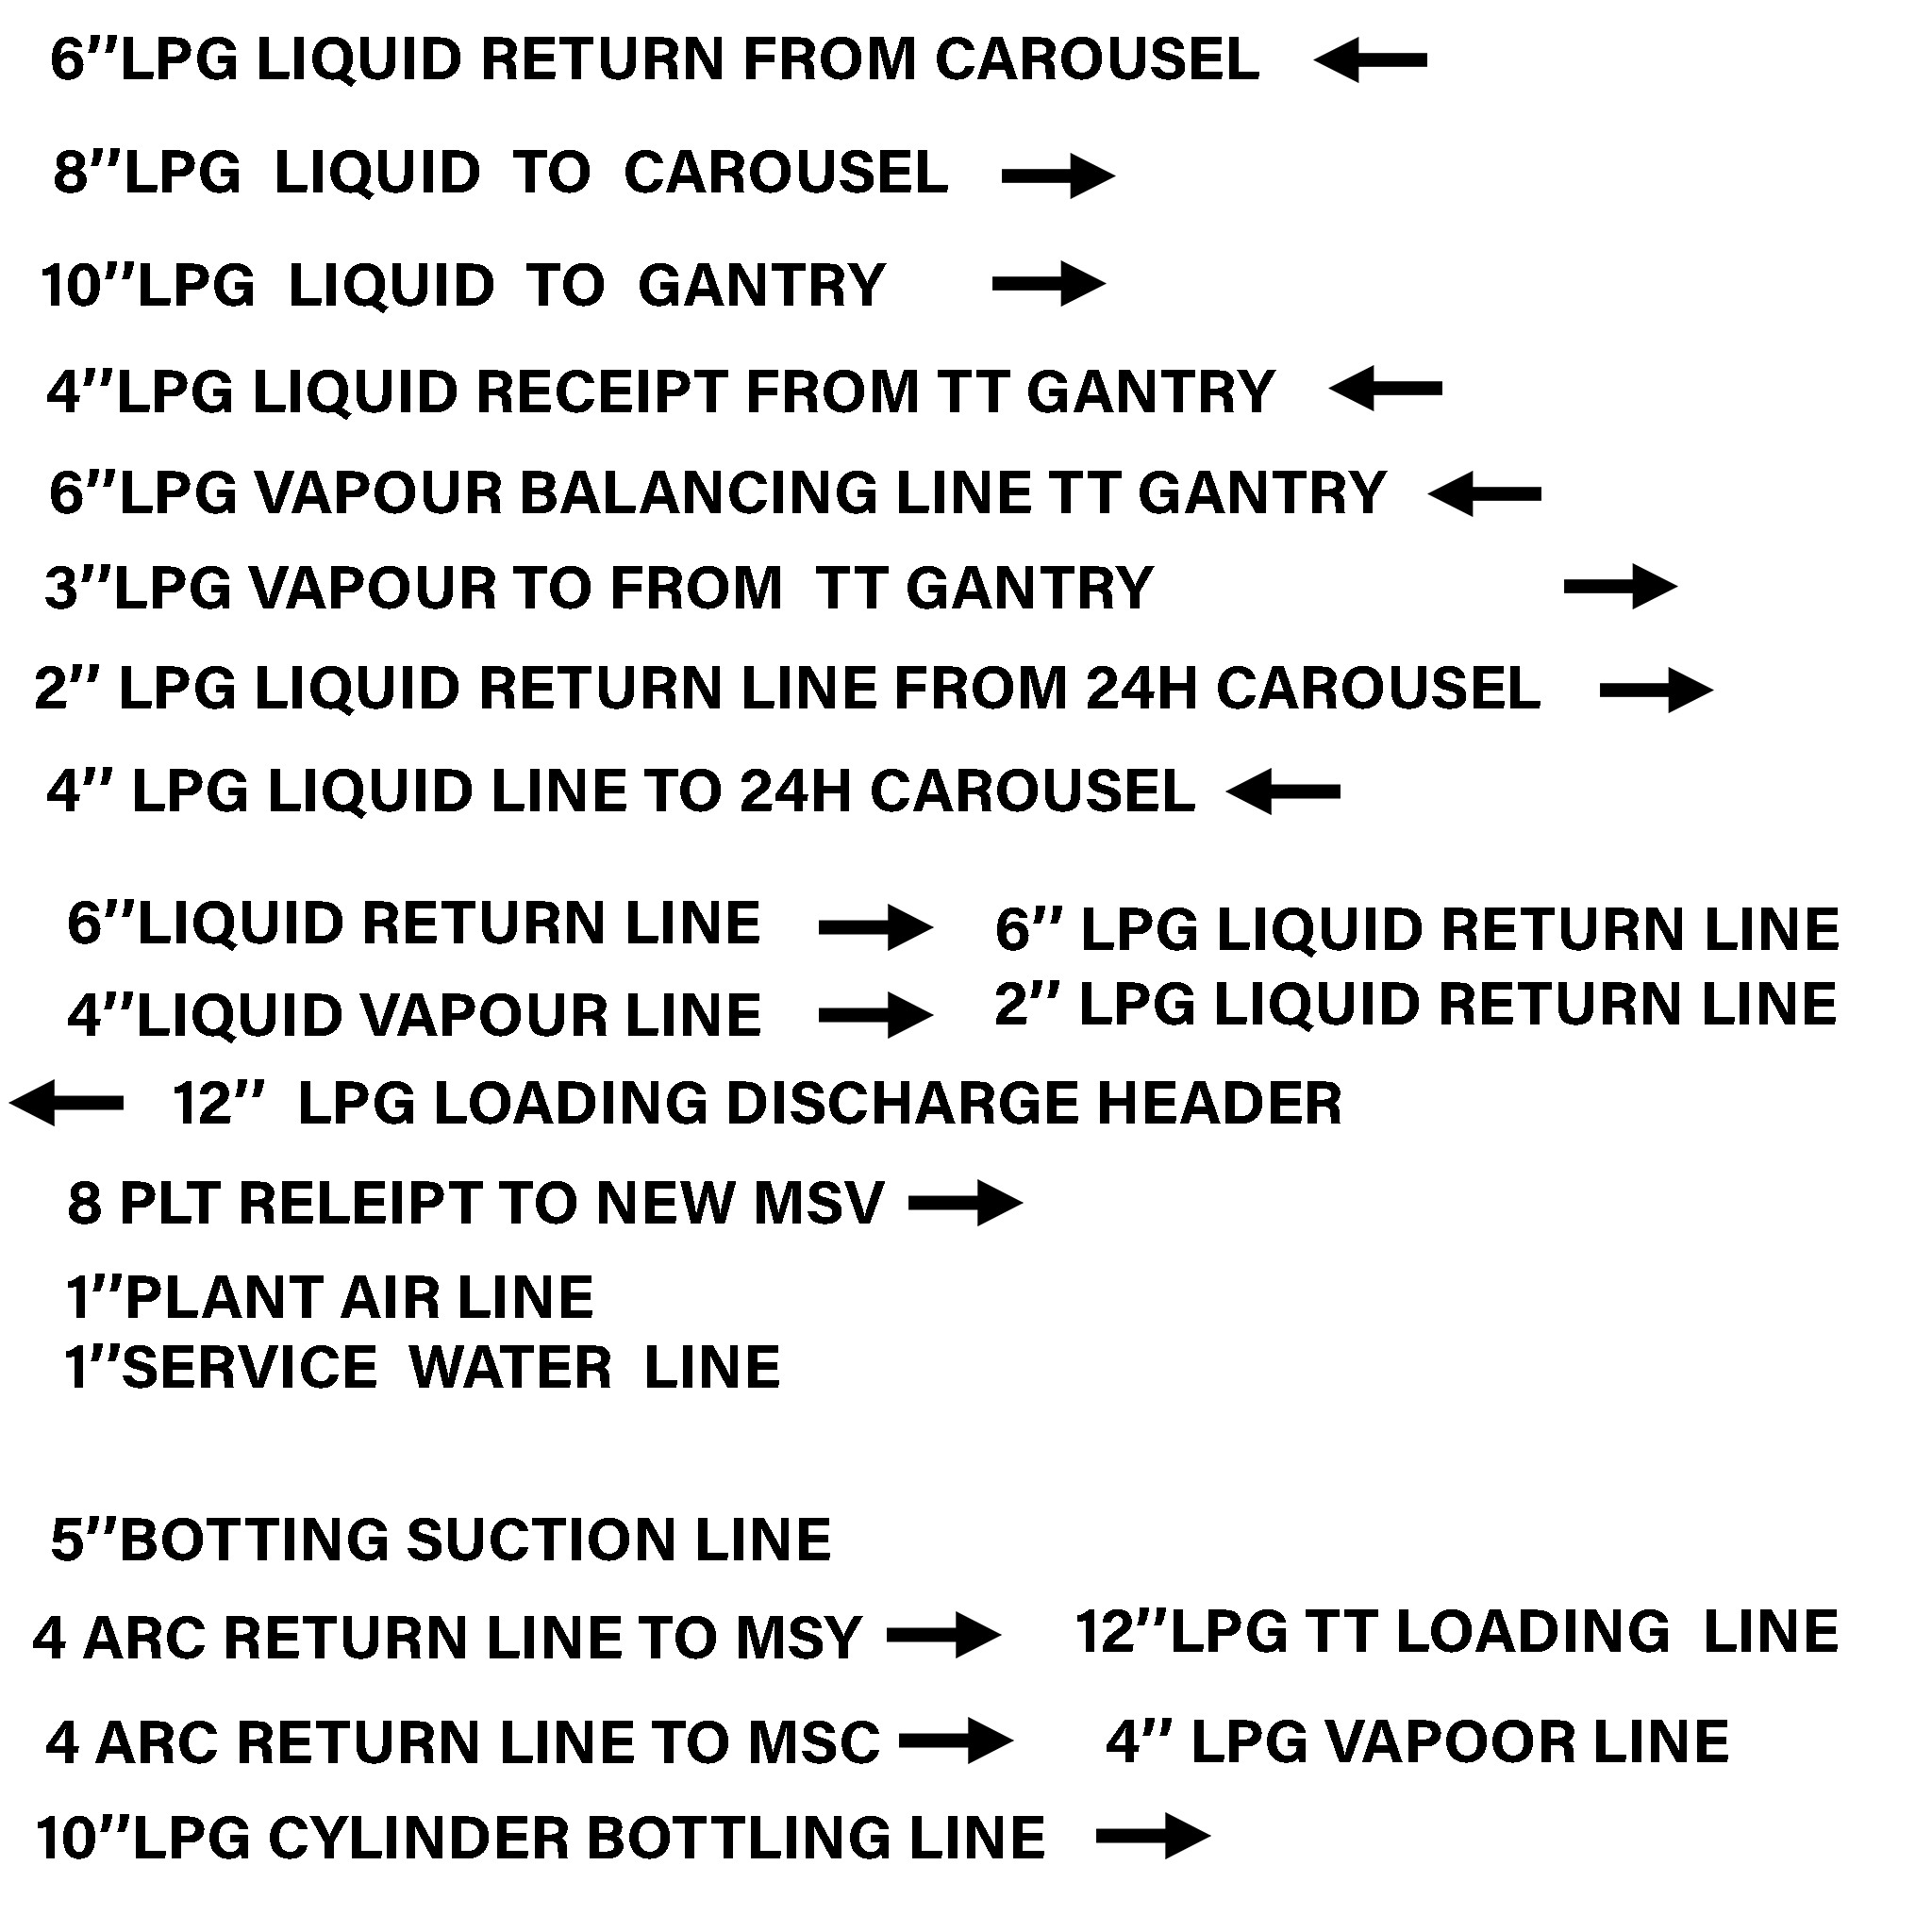 6″LPG LIQUID RETURN FROM CAROUSEL ←
8″LPG LIQUID TO CAROUSEL →
10″LPG LIQUID TO GANTRY →
4″LPG LIQUID RECEIPT FROM TT GANTRY ←
6″LPG VAPOUR BALANCING LINE TT GANTRY ←
3″LPG VAPOUR TO FROM TT GANTRY →
2″ LPG LIQUID RETURN LINE FROM 24H CAROUSEL →
4″ LPG LIQUID LINE TO 24H CAROUSEL ←
6″LIQUID RETURN LINE → 6″ LPG LIQUID RETURN LINE
4″LIQUID VAPOUR LINE → 2″ LPG LIQUID RETURN LINE
← 12″ LPG LOADING DISCHARGE HEADER
8 PLT RELEIPT TO NEW MSV →
1″PLANT AIR LINE
1″SERVICE WATER LINE
5″BOTTING SUCTION LINE
4 ARC RETURN LINE TO MSY → 12″LPG TT LOADING LINE
4 ARC RETURN LINE TO MSC → 4″ LPG VAPOOR LINE
10″LPG CYLINDER BOTTLING LINE →